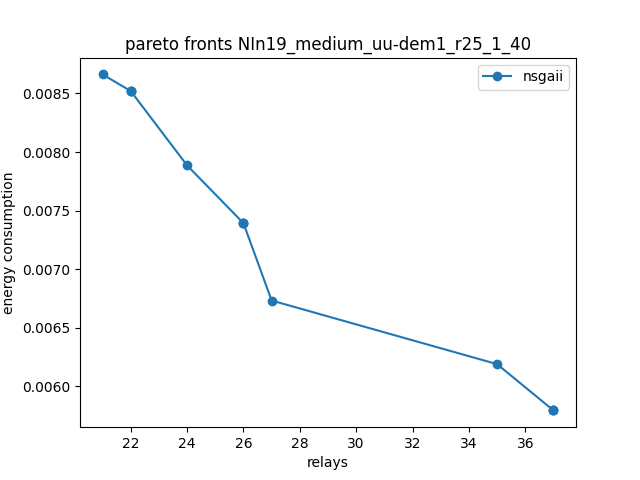 pareto fronts NIn19_medium_uu-dem1_r25_1_40
nsgaii
0.0085
0.0080
0.0075
0.0070
0.0065
0.0060
energy consumption
22 24 26 28 30 32 34 36
relays